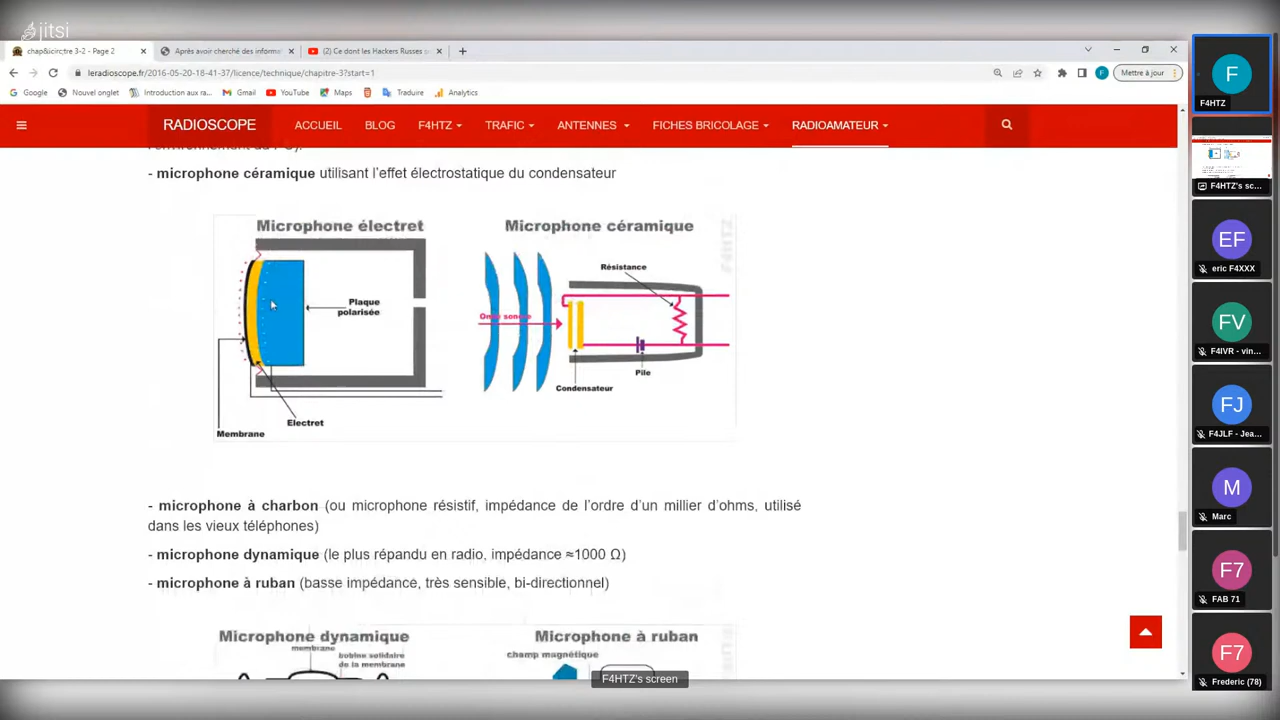 jitsi
chap&icirc;tre 3-2 - Page 2
Après avoir cherché des informat
(2) Ce dont les Hackers Russes s
leradioscope.fr/2016-05-20-18-41-37/licence/technique/chapitre-3?start=1
F
Mettre à jour
Google
Nouvel onglet
Introduction aux ra...
Gmail
YouTube
Maps
Traduire
Analytics
RADIOSCOPE
ACCUEIL
BLOG
F4HTZ
TRAFIC
ANTENNES
FICHES BRICOLAGE
RADIOAMATEUR
- microphone céramique utilisant l'effet électrostatique du condensateur
Microphone électret
Plaque
polarisée
Electret
Membrane
Microphone céramique
Résistance
Onde sonore
Pile
Condensateur
- microphone à charbon (ou microphone résistif, impédance de l'ordre d'un millier d'ohms, utilisé
dans les vieux téléphones)
- microphone dynamique (le plus répandu en radio, impédance ≈1000 Ω)
- microphone à ruban (basse impédance, très sensible, bi-directionnel)
Microphone dynamique
membrane
bobine solidaire
de la membrane
Microphone à ruban
champ magnétique
F4HTZ's screen
F
F4HTZ
F4HTZ's sc...
EF
eric F4XXX
FV
F4IVR - vin...
FJ
F4JLF - Jea...
M
Marc
F7
FAB 71
F7
Frederic (78)